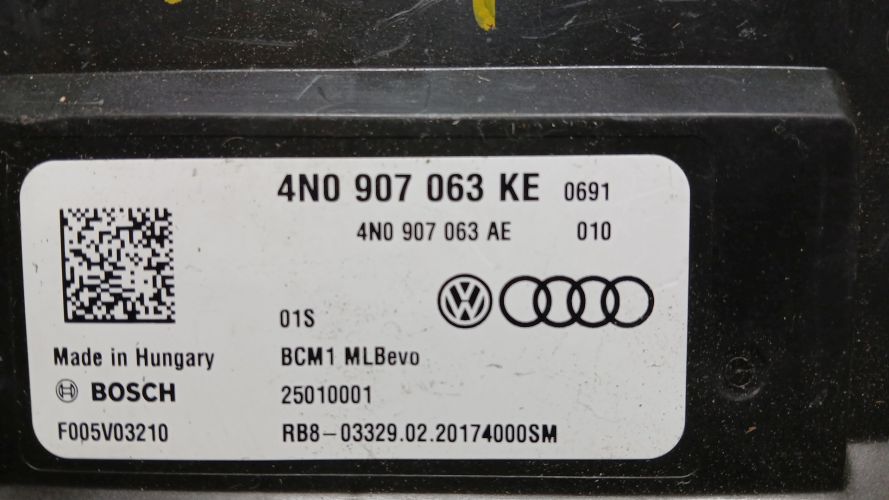 4N0 907 063 KE 0691
4N0 907 063 AE 010
01S
Made in Hungary BCM1 MLBevo
BOSCH 25010001
F005V03210 RB8-03329.02.20174000SM